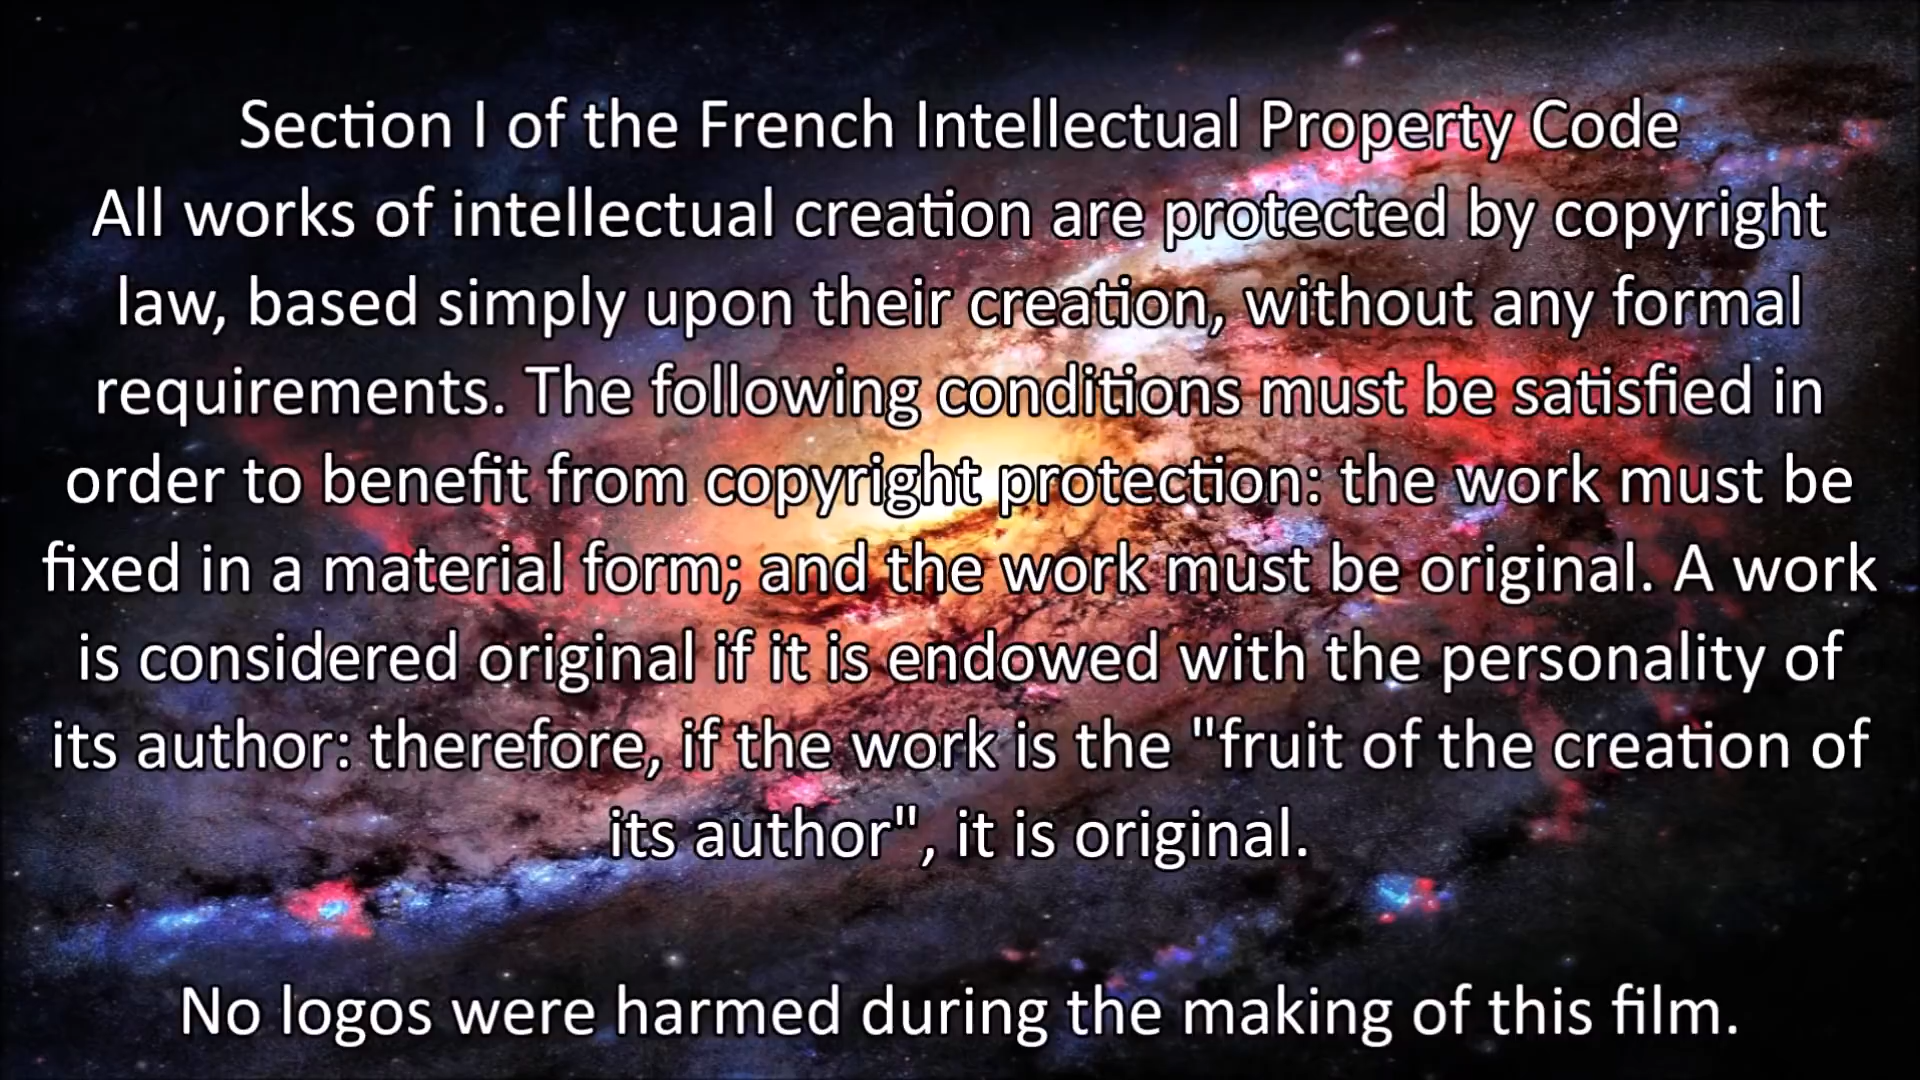 Section I of the French Intellectual Property Code
All works of intellectual creation are protected by copyright
law, based simply upon their creation, without any formal
requirements. The following conditions must be satisfied in
order to benefit from copyright protection: the work must be
fixed in a material form; and the work must be original. A work
is considered original if it is endowed with the personality of
its author: therefore, if the work is the "fruit of the creation of
its author", it is original.
No logos were harmed during the making of this film.